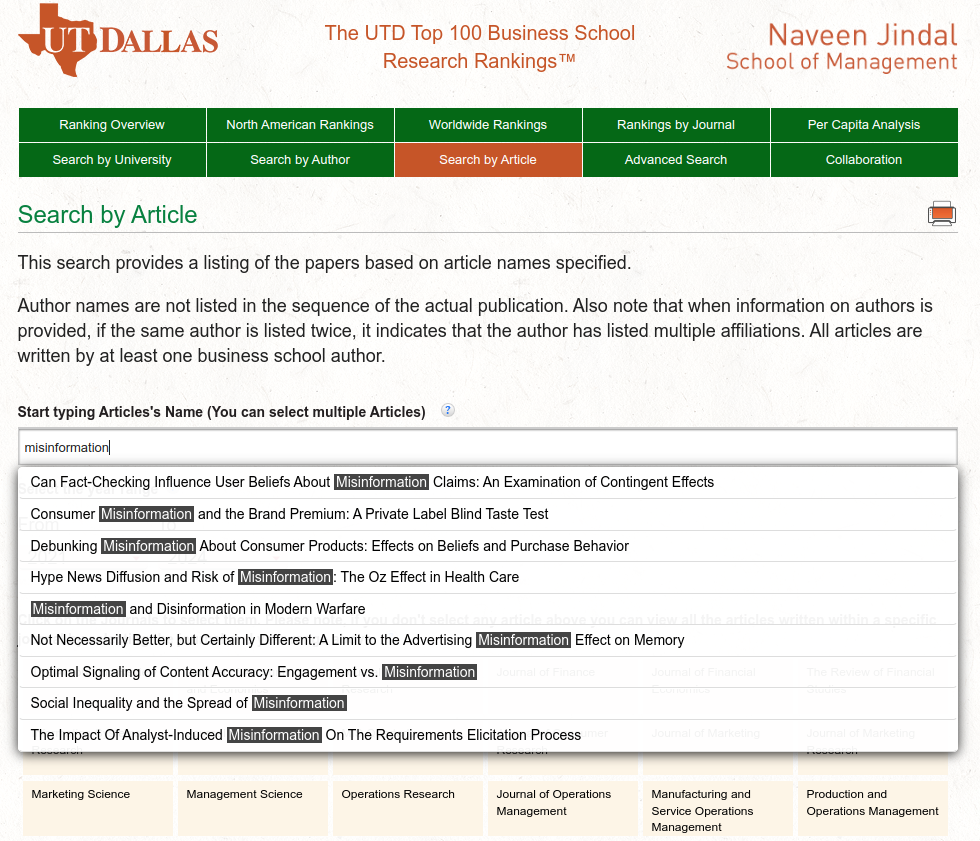 UT DALLAS
The UTD Top 100 Business School
Research Rankings™
Naveen Jindal
School of Management
Ranking Overview
North American Rankings
Worldwide Rankings
Rankings by Journal
Per Capita Analysis
Search by University
Search by Author
Search by Article
Advanced Search
Collaboration
Search by Article
This search provides a listing of the papers based on article names specified.
Author names are not listed in the sequence of the actual publication. Also note that when information on authors is
provided, if the same author is listed twice, it indicates that the author has listed multiple affiliations. All articles are
written by at least one business school author.
Start typing Articles's Name (You can select multiple Articles) ?
misinformation
Can Fact-Checking Influence User Beliefs About Misinformation Claims: An Examination of Contingent Effects
Consumer Misinformation and the Brand Premium: A Private Label Blind Taste Test
Debunking Misinformation About Consumer Products: Effects on Beliefs and Purchase Behavior
Hype News Diffusion and Risk of Misinformation: The Oz Effect in Health Care
Misinformation and Disinformation in Modern Warfare
Not Necessarily Better, but Certainly Different: A Limit to the Advertising Misinformation Effect on Memory
Optimal Signaling of Content Accuracy: Engagement vs. Misinformation
Social Inequality and the Spread of Misinformation
The Impact Of Analyst-Induced Misinformation On The Requirements Elicitation Process
Research
Research
Research
Marketing Science
Management Science
Operations Research
Journal of Operations
Management
Manufacturing and
Service Operations
Management
Production and
Operations Management